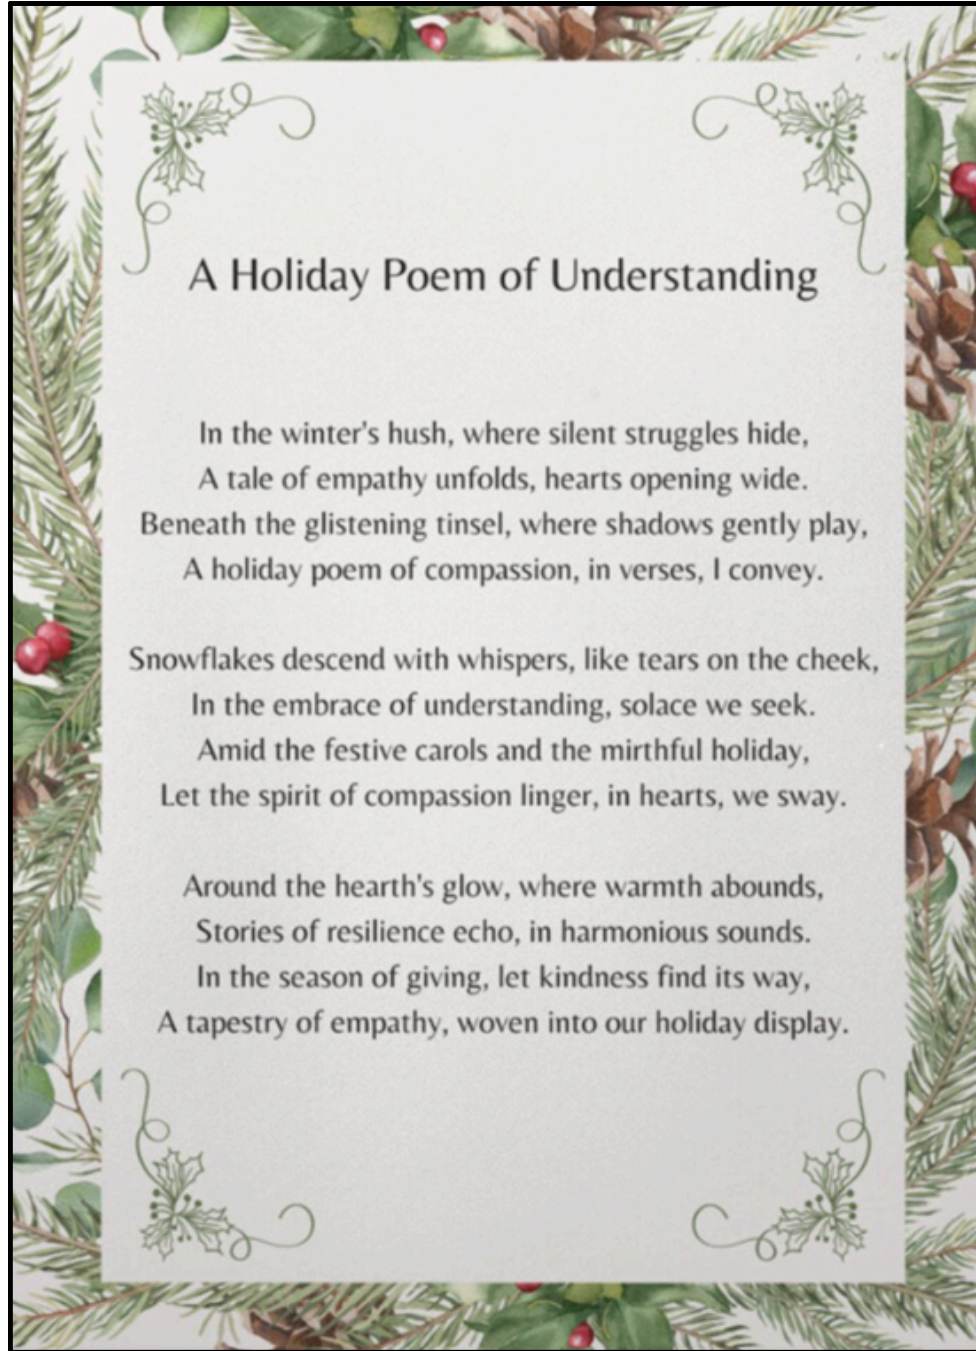 A Holiday Poem of Understanding
In the winter's hush, where silent struggles hide,
A tale of empathy unfolds, hearts opening wide.
Beneath the glistening tinsel, where shadows gently play,
A holiday poem of compassion, in verses, I convey.
Snowflakes descend with whispers, like tears on the cheek,
In the embrace of understanding, solace we seek.
Amid the festive carols and the mirthful holiday,
Let the spirit of compassion linger, in hearts, we sway.
Around the hearth's glow, where warmth abounds,
Stories of resilience echo, in harmonious sounds.
In the season of giving, let kindness find its way,
A tapestry of empathy, woven into our holiday display.